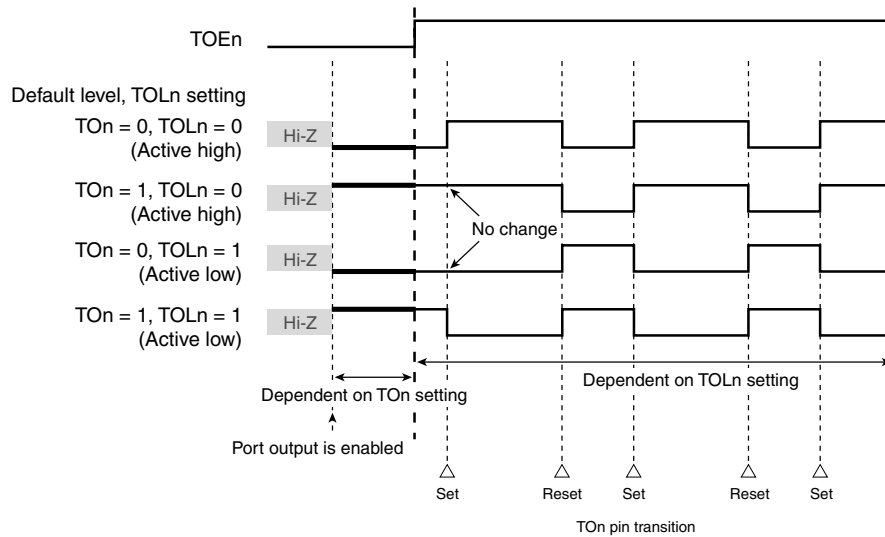 TOEn
Default level, TOLn setting
TOn = 0, TOLn = 0
(Active high)
Hi-Z
TOn = 1, TOLn = 0
(Active high)
Hi-Z
No change
TOn = 0, TOLn = 1
(Active low)
Hi-Z
TOn = 1, TOLn = 1
(Active low)
Hi-Z
Dependent on TOn setting
Dependent on TOLn setting
Port output is enabled
Set
Reset
Set
Reset
Set
TOn pin transition